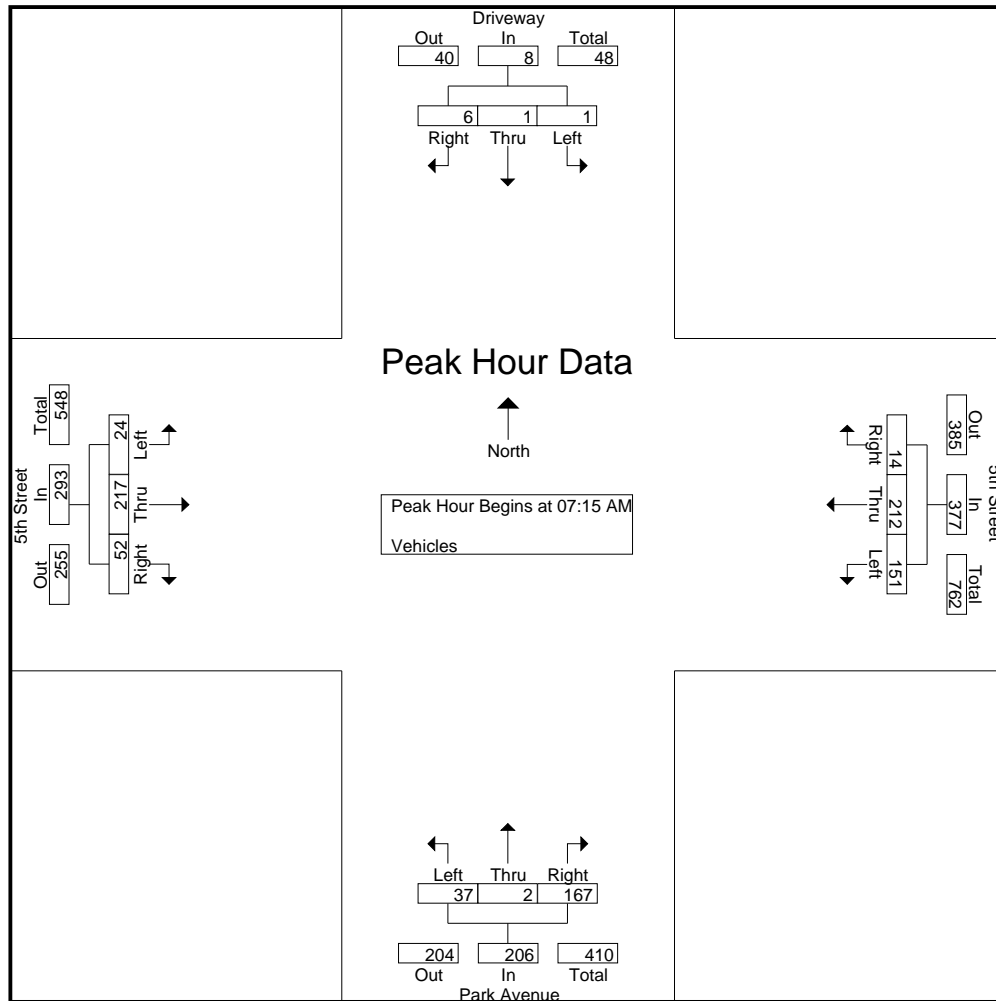 Driveway
Out In Total
40 8 48
6 1 1
Right Thru Left
Peak Hour Data
North
Peak Hour Begins at 07:15 AM
Vehicles
5th Street
Total In Out
548 293 255
24 217 52
Left Thru Right
Right Thru Left
14 212 151
385 377 762
Out In Total
5th Street
Left Thru Right
37 2 167
204 206 410
Out In Total
Park Avenue